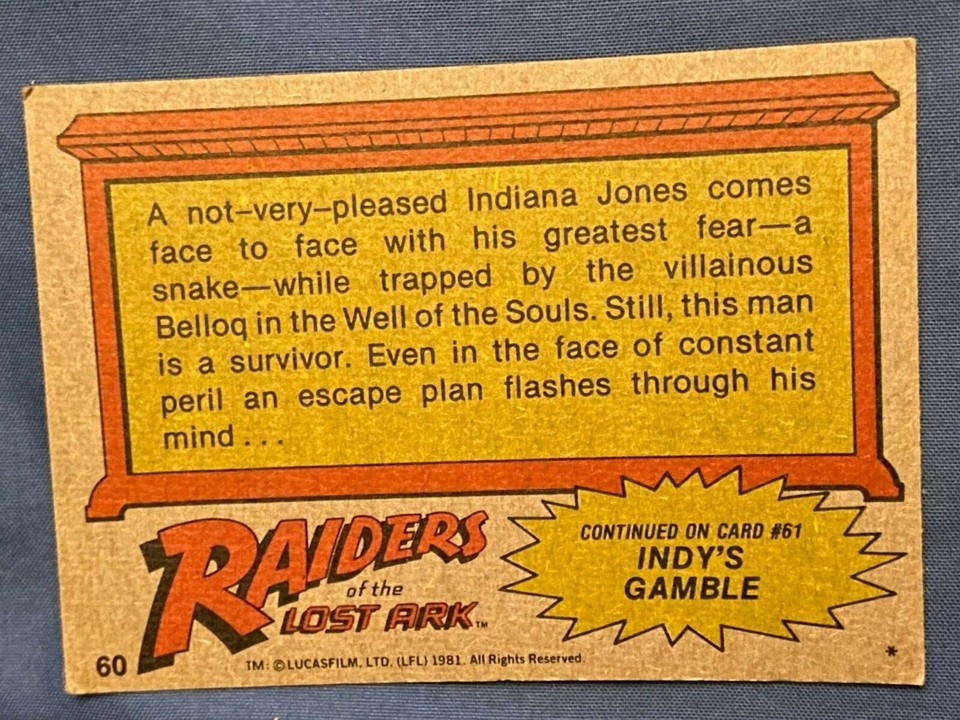 A not–very–pleased Indiana Jones comes
face to face with his greatest fear—a
snake—while trapped by the villainous
Belloq in the Well of the Souls. Still, this man
is a survivor. Even in the face of constant
peril an escape plan flashes through his
mind . . .
CONTINUED ON CARD #61
INDY'S
GAMBLE
RAIDERS
of the
LOST ARK™
60
TM: ©LUCASFILM, LTD. (LFL) 1981. All Rights Reserved.
*